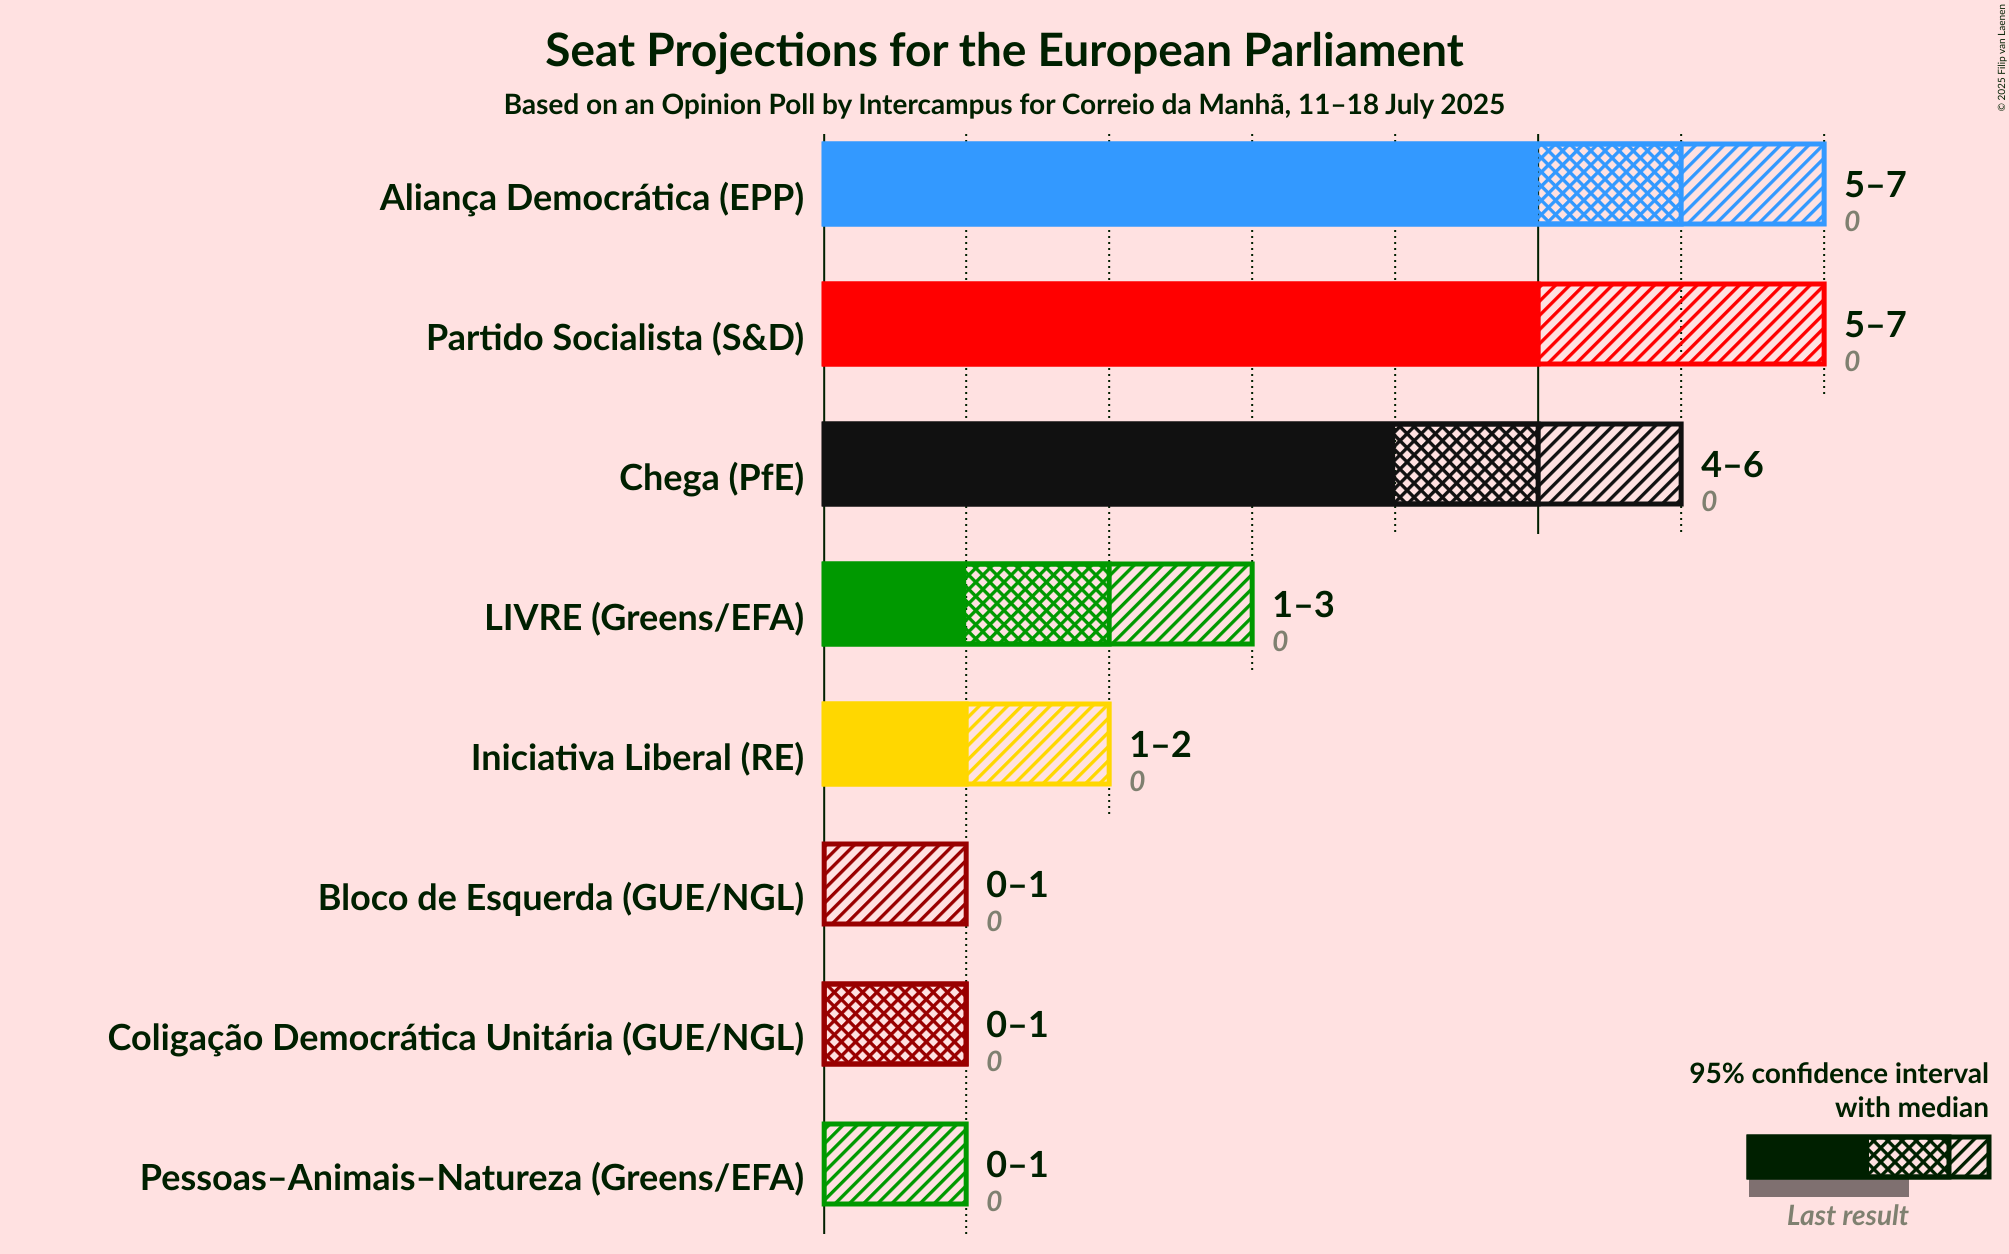 Seat Projections for the European Parliament
Based on an Opinion Poll by Intercampus for Correio da Manhã, 11–18 July 2025
© 2025 Filip van Laenen
Aliança Democrática (EPP)
5–7
0
Partido Socialista (S&D)
5–7
0
Chega (PfE)
4–6
0
LIVRE (Greens/EFA)
1–3
0
Iniciativa Liberal (RE)
1–2
0
Bloco de Esquerda (GUE/NGL)
0–1
0
Coligação Democrática Unitária (GUE/NGL)
0–1
0
Pessoas–Animais–Natureza (Greens/EFA)
0–1
0
95% confidence interval
with median
Last result